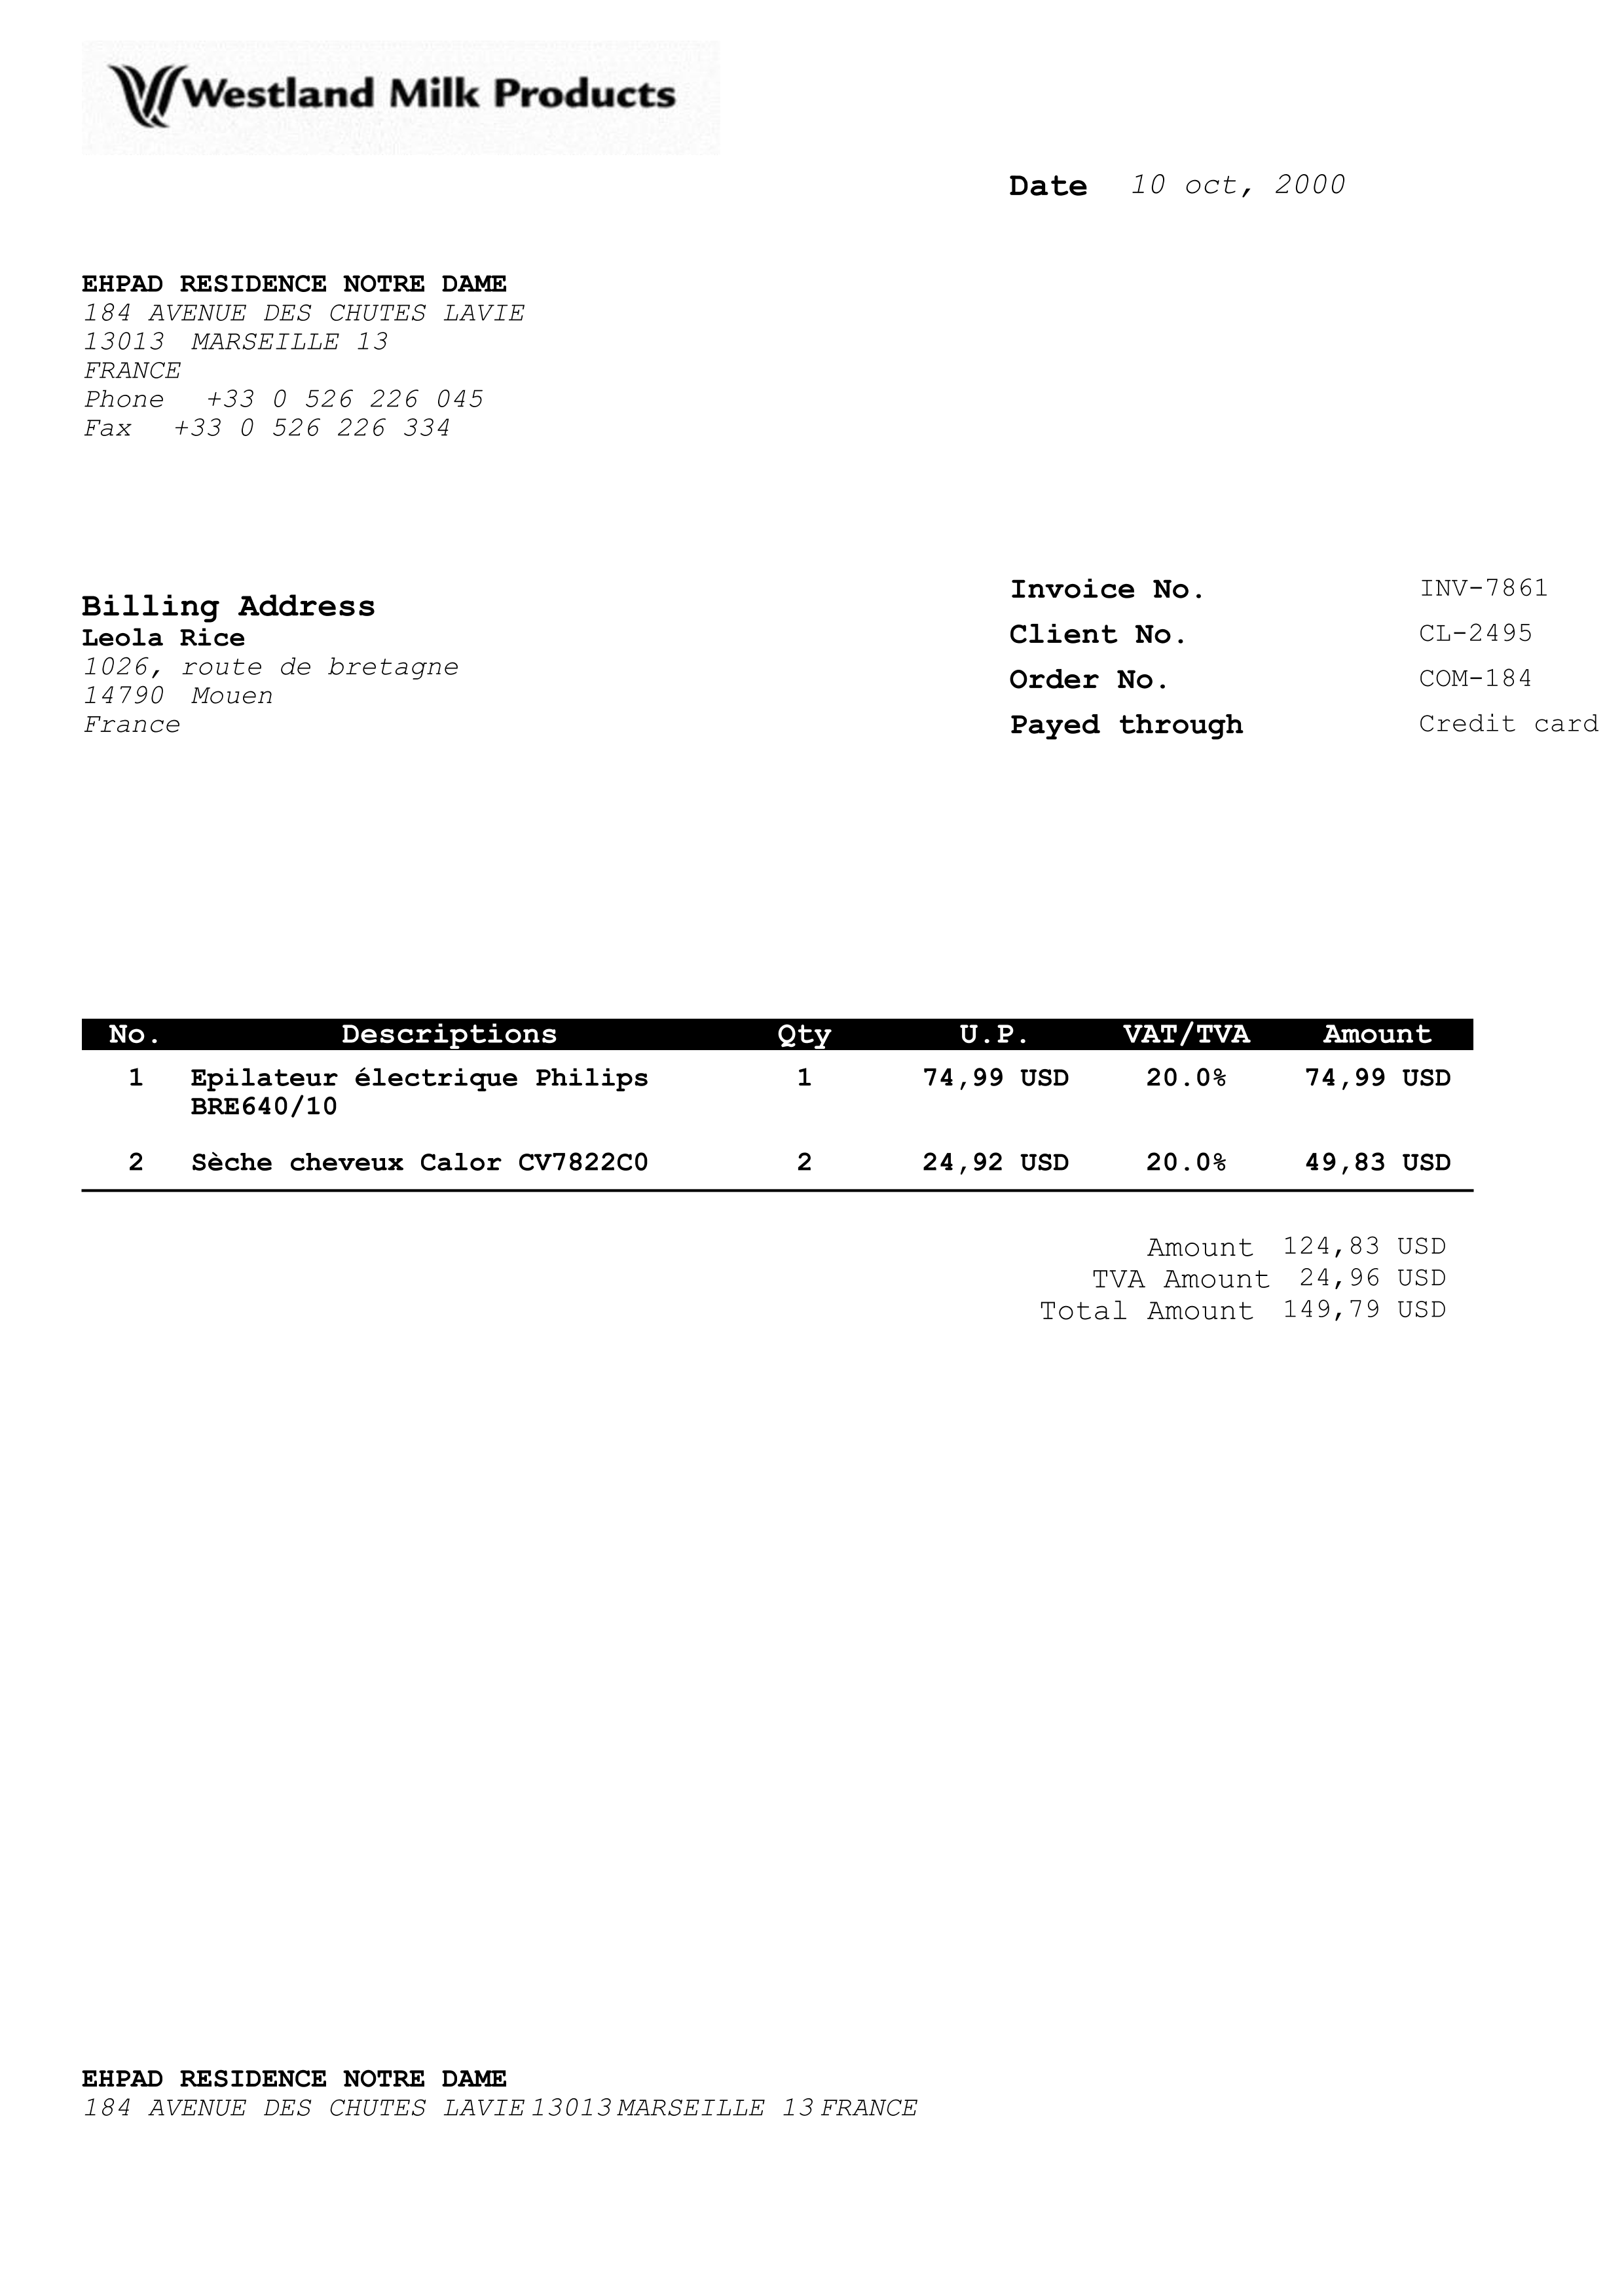 Westland Milk Products
Date 10 oct, 2000
EHPAD RESIDENCE NOTRE DAME
184 AVENUE DES CHUTES LAVIE
13013 MARSEILLE 13
FRANCE
Phone +33 0 526 226 045
Fax +33 0 526 226 334
Billing Address
Leola Rice
1026, route de bretagne
14790 Mouen
France
Invoice No. INV-7861
Client No. CL-2495
Order No. COM-184
Payed through Credit card
No. Descriptions Qty U.P. VAT/TVA Amount
1 Epilateur électrique Philips 1 74,99 USD 20.0% 74,99 USD
BRE640/10
2 Sèche cheveux Calor CV7822C0 2 24,92 USD 20.0% 49,83 USD
Amount 124,83 USD
TVA Amount 24,96 USD
Total Amount 149,79 USD
EHPAD RESIDENCE NOTRE DAME
184 AVENUE DES CHUTES LAVIE 13013 MARSEILLE 13 FRANCE